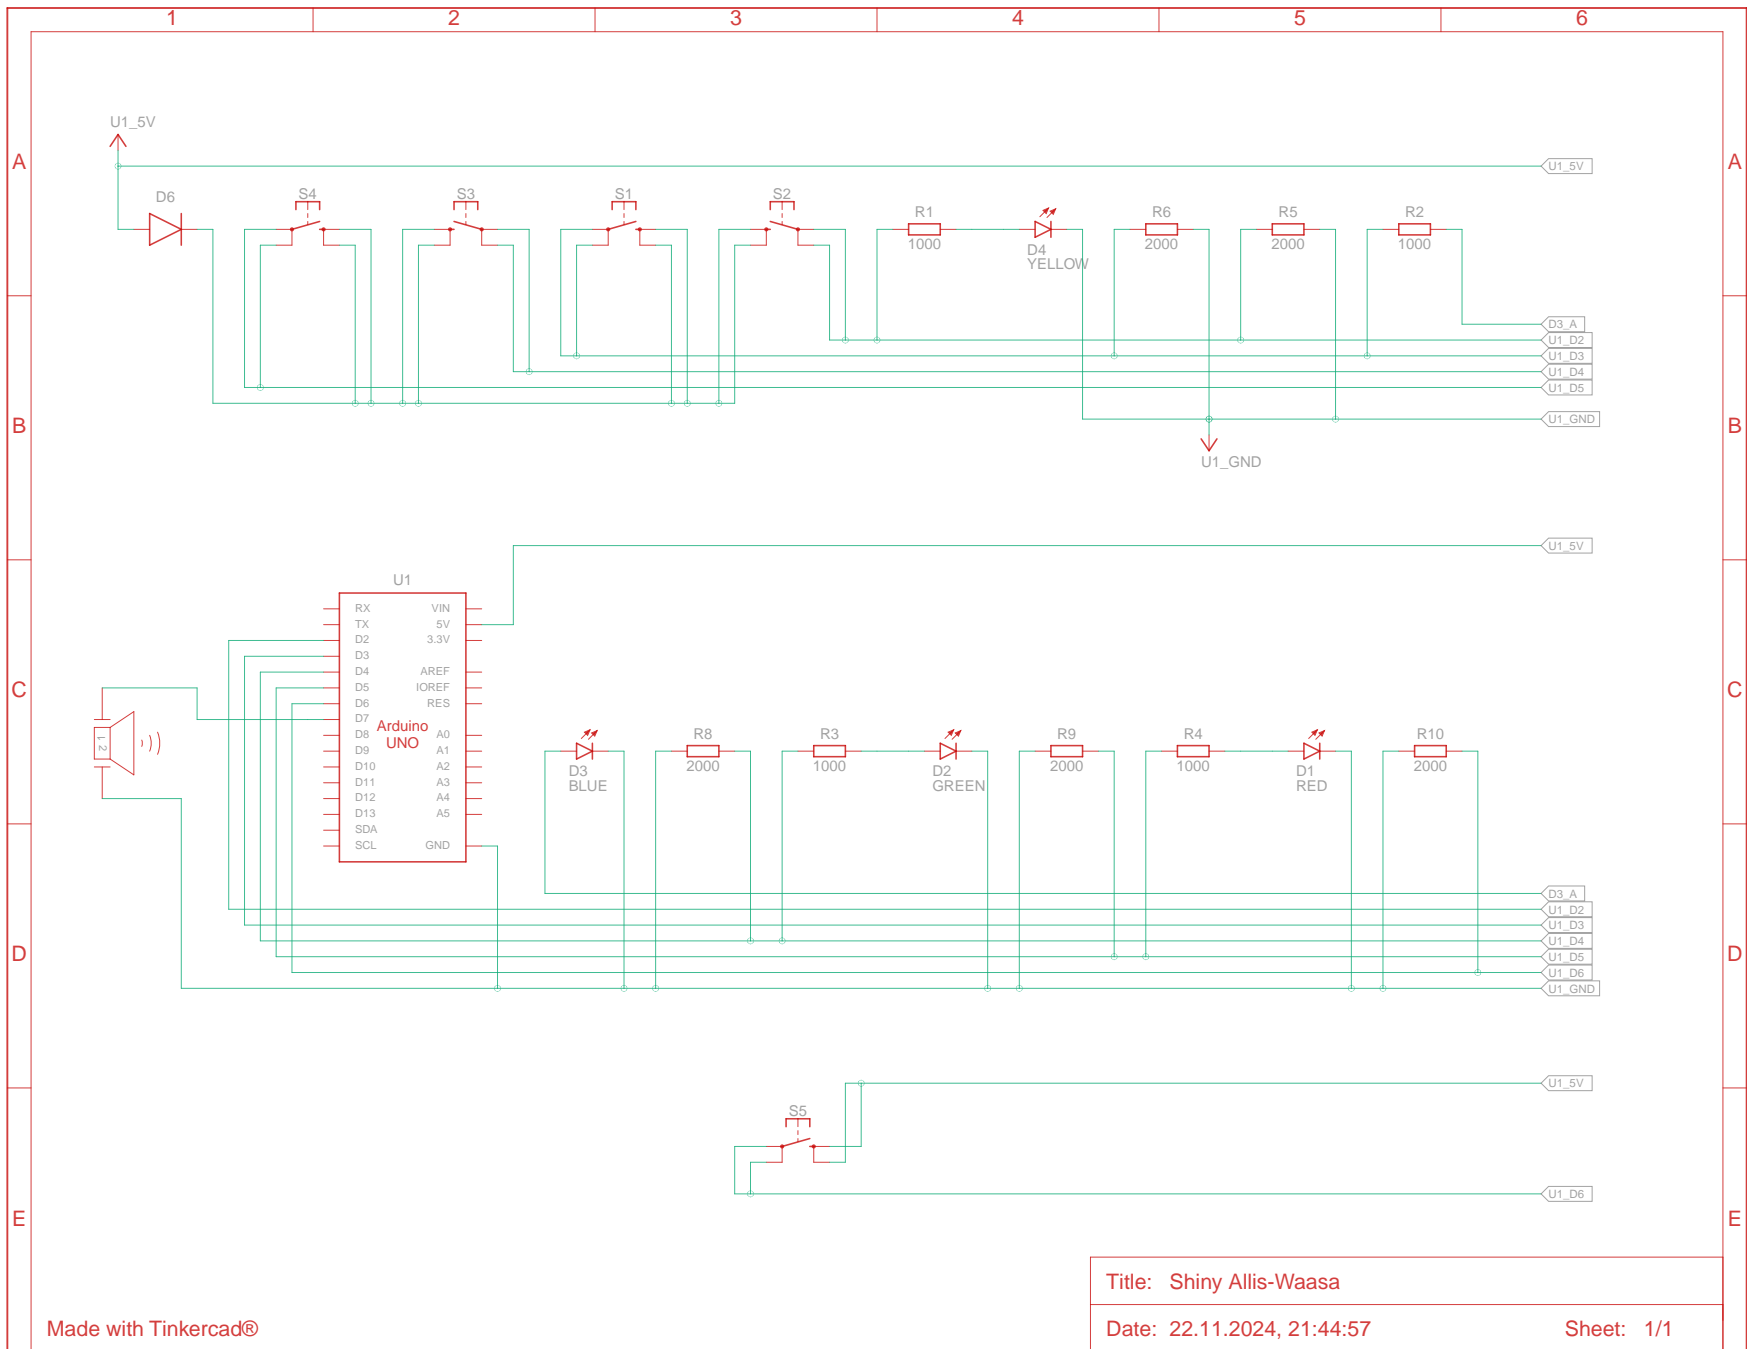 1 2 3 4 5 6
U1_5V
A A
U1_5V
D6 S4 S3 S1 S2 R1 R6 R5 R2
1000 2000 2000 1000
D4
YELLOW
D3_A
U1_D2
U1_D3
U1_D4
U1_D5
U1_GND
B B
U1_GND
U1_5V
U1
RX VIN
TX 5V
D2 3.3V
D3
D4 AREF
D5 IOREF
D6 RES
D7
Arduino
UNO
D8 A0
D9 A1
D10 A2
D11 A3
D12 A4
D13 A5
SDA
SCL GND
C C
1 2
R8 R3 R9 R4 R10
2000 1000 2000 1000 2000
D3 D2 D1
BLUE GREEN RED
D3_A
U1_D2
U1_D3
U1_D4
U1_D5
U1_D6
U1_GND
D D
U1_5V
S5
U1_D6
E E
Title: Shiny Allis-Waasa
Made with Tinkercad®
Date: 22.11.2024, 21:44:57 Sheet: 1/1